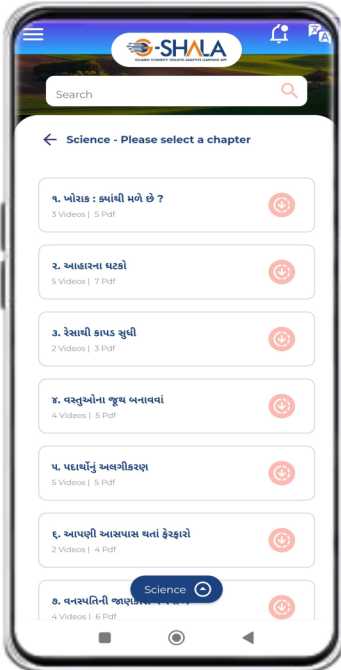 G-SHALA
GUJARAT STUDENTS' HOLISTIC ADAPTIVE LEARNING APP
Search
Science - Please select a chapter
૧. ખોરાક : ક્યાંથી મળે છે ?
3 Videos | 5 Pdf
૨. આહારના ઘટકો
5 Videos | 7 Pdf
૩. રેસાથી કાપડ સુધી
2 Videos | 3 Pdf
૪. વસ્તુઓના જૂથ બનાવવાં
4 Videos | 5 Pdf
૫. પદાર્થોનું અલગીકરણ
5 Videos | 5 Pdf
૬. આપણી આસપાસ થતાં ફેરફારો
2 Videos | 4 Pdf
૭. વનસ્પતિની
4 Videos | 6 Pdf
Science